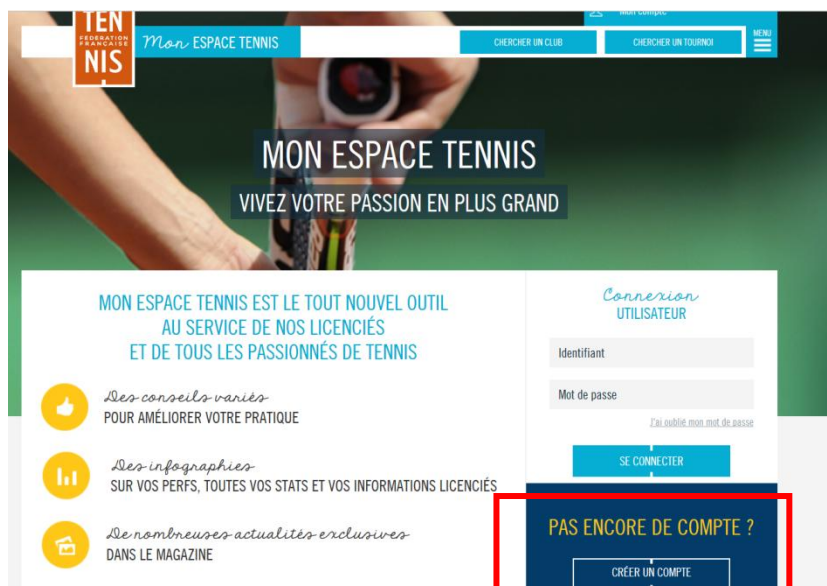 TEN
FEDERATION
FRANCAISE
NIS
Mon ESPACE TENNIS
Mon compte
CHERCHER UN CLUB
CHERCHER UN TOURNOI
MENU
MON ESPACE TENNIS
VIVEZ VOTRE PASSION EN PLUS GRAND
MON ESPACE TENNIS EST LE TOUT NOUVEL OUTIL
AU SERVICE DE NOS LICENCIÉS
ET DE TOUS LES PASSIONNÉS DE TENNIS
Des conseils variés
POUR AMÉLIORER VOTRE PRATIQUE
Des infographies
SUR VOS PERFS, TOUTES VOS STATS ET VOS INFORMATIONS LICENCIÉS
De nombreuses actualités exclusives
DANS LE MAGAZINE
Connexion
UTILISATEUR
Identifiant
Mot de passe
J'ai oublié mon mot de passe
SE CONNECTER
PAS ENCORE DE COMPTE ?
CRÉER UN COMPTE